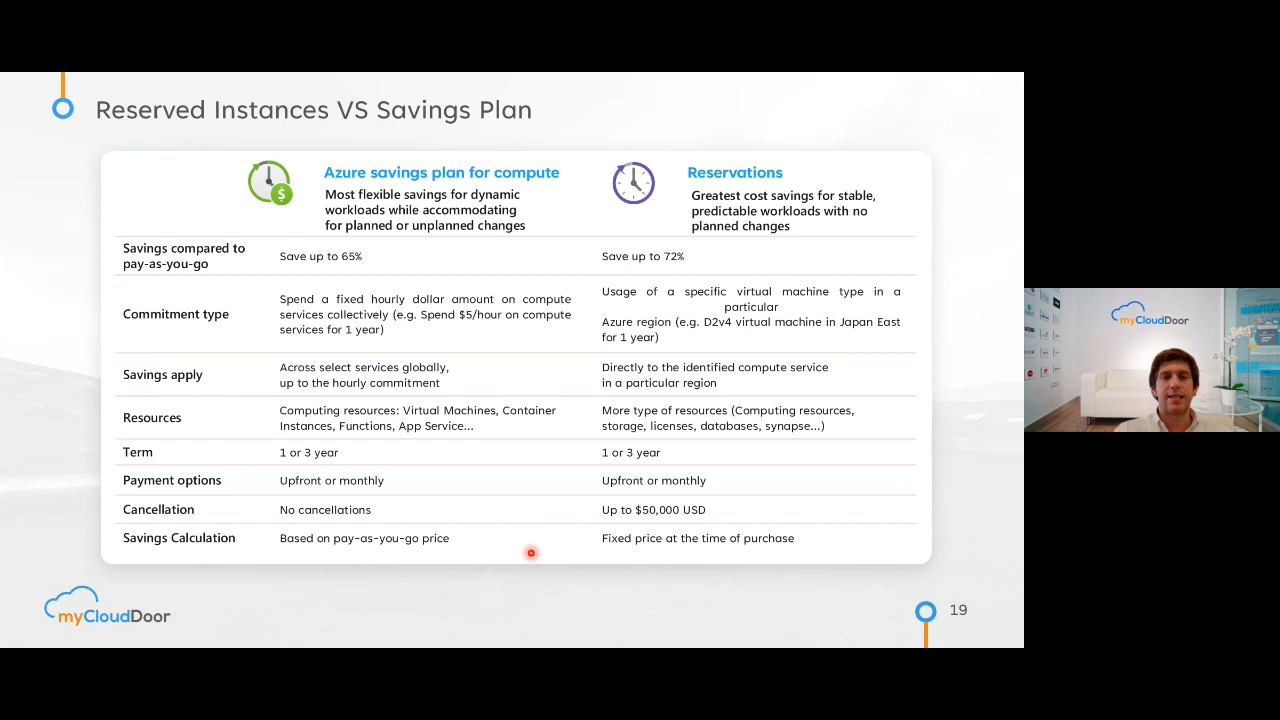 Reserved Instances VS Savings Plan
Azure savings plan for compute
Most flexible savings for dynamic
workloads while accommodating
for planned or unplanned changes
Reservations
Greatest cost savings for stable,
predictable workloads with no
planned changes
Savings compared to
pay-as-you-go
Save up to 65%
Save up to 72%
Commitment type
Spend a fixed hourly dollar amount on compute
services collectively (e.g. Spend $5/hour on compute
services for 1 year)
Usage of a specific virtual machine type in a
particular
Azure region (e.g. D2v4 virtual machine in Japan East
for 1 year)
Savings apply
Across select services globally,
up to the hourly commitment
Directly to the identified compute service
in a particular region
Resources
Computing resources: Virtual Machines, Container
Instances, Functions, App Service...
More type of resources (Computing resources,
storage, licenses, databases, synapse...)
Term
1 or 3 year
1 or 3 year
Payment options
Upfront or monthly
Upfront or monthly
Cancellation
No cancellations
Up to $50,000 USD
Savings Calculation
Based on pay-as-you-go price
Fixed price at the time of purchase
myCloudDoor
19
myCloudDoor